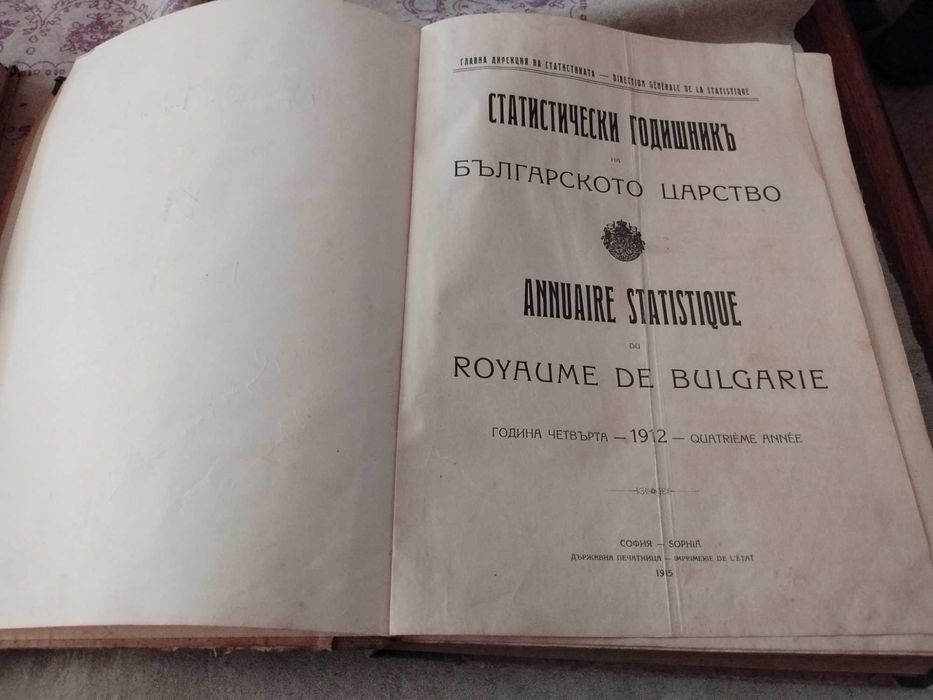 ГЛАВНА ДИРЕКЦИЯ НА СТАТИСТИКАТА — DIRECTION GÉNÉRALE DE LA STATISTIQUE
СТАТИСТИЧЕСКИ ГОДИШНИКЪ
НА
БЪЛГАРСКОТО ЦАРСТВО
ANNUAIRE STATISTIQUE
DU
ROYAUME DE BULGARIE
ГОДИНА ЧЕТВЪРТА — 1912 — QUATRIÈME ANNÉE
СОФИЯ — SOPHIA
ДЪРЖАВНА ПЕЧАТНИЦА — IMPRIMERIE DE L'ÉTAT
1915